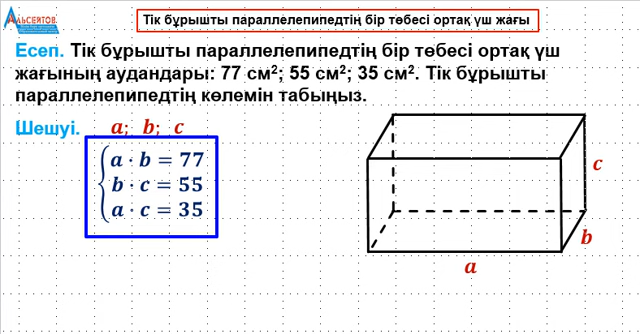 АЛЬСЕИТОВ
Тік бұрышты параллелепипедтің бір төбесі ортақ үш жағы
Есеп. Тік бұрышты параллелепипедтің бір төбесі ортақ үш
жағының аудандары: 77 см²; 55 см²; 35 см². Тік бұрышты
параллелепипедтің көлемін табыңыз.
Шешуі. a; b; c
a · b = 77
b · c = 55
a · c = 35
c
b
a